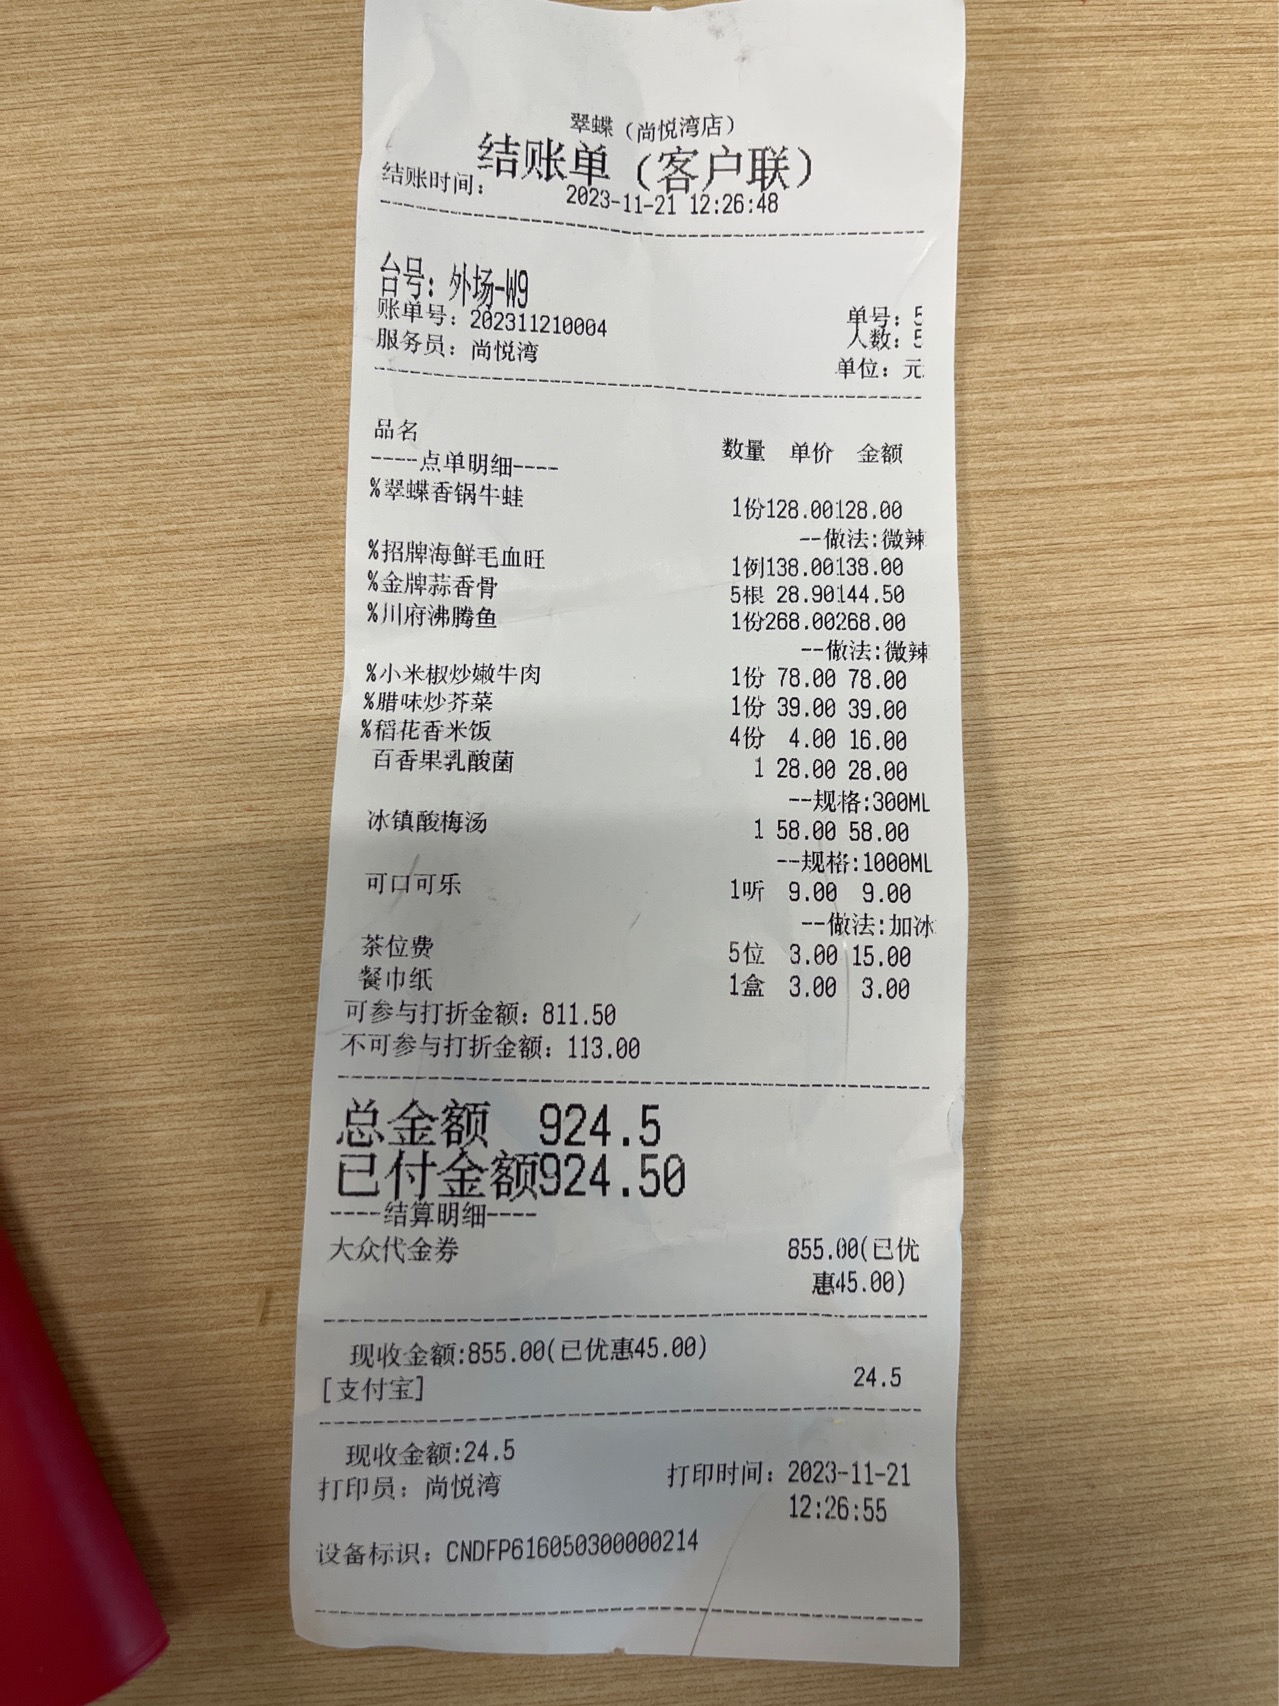 翠蝶（尚悦湾店）
结账单（客户联）
结账时间： 2023-11-21 12:26:48
台号：外场-W9
账单号：202311210004 单号：5
服务员：尚悦湾 人数：5
单位：元
品名 数量 单价 金额
----点单明细----
%翠蝶香锅牛蛙 1份128.00128.00
--做法:微辣
%招牌海鲜毛血旺 1例138.00138.00
%金牌蒜香骨 5根 28.90144.50
%川府沸腾鱼 1份268.00268.00
--做法:微辣
%小米椒炒嫩牛肉 1份 78.00 78.00
%腊味炒芥菜 1份 39.00 39.00
%稻花香米饭 4份 4.00 16.00
百香果乳酸菌 1 28.00 28.00
--规格:300ML
冰镇酸梅汤 1 58.00 58.00
--规格:1000ML
可口可乐 1听 9.00 9.00
--做法:加冰
茶位费 5位 3.00 15.00
餐巾纸 1盒 3.00 3.00
可参与打折金额：811.50
不可参与打折金额：113.00
总金额 924.5
已付金额924.50
----结算明细----
大众代金券 855.00(已优
惠45.00)
现收金额:855.00(已优惠45.00)
[支付宝] 24.5
现收金额:24.5
打印员：尚悦湾 打印时间：2023-11-21
12:26:55
设备标识：CNDFP616050300000214